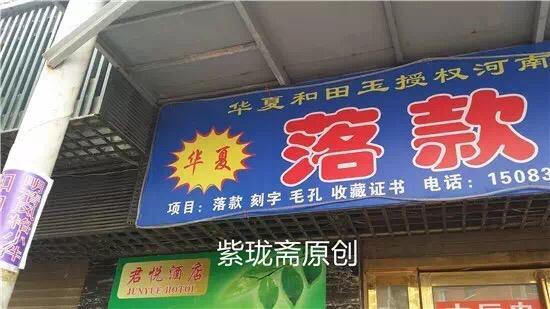 华夏和田玉授权河南
华夏
落款
项目：落款 刻字 毛孔 收藏证书 电话：15083
紫珑斋原创
君悦酒店
JUNYUE HOTOL